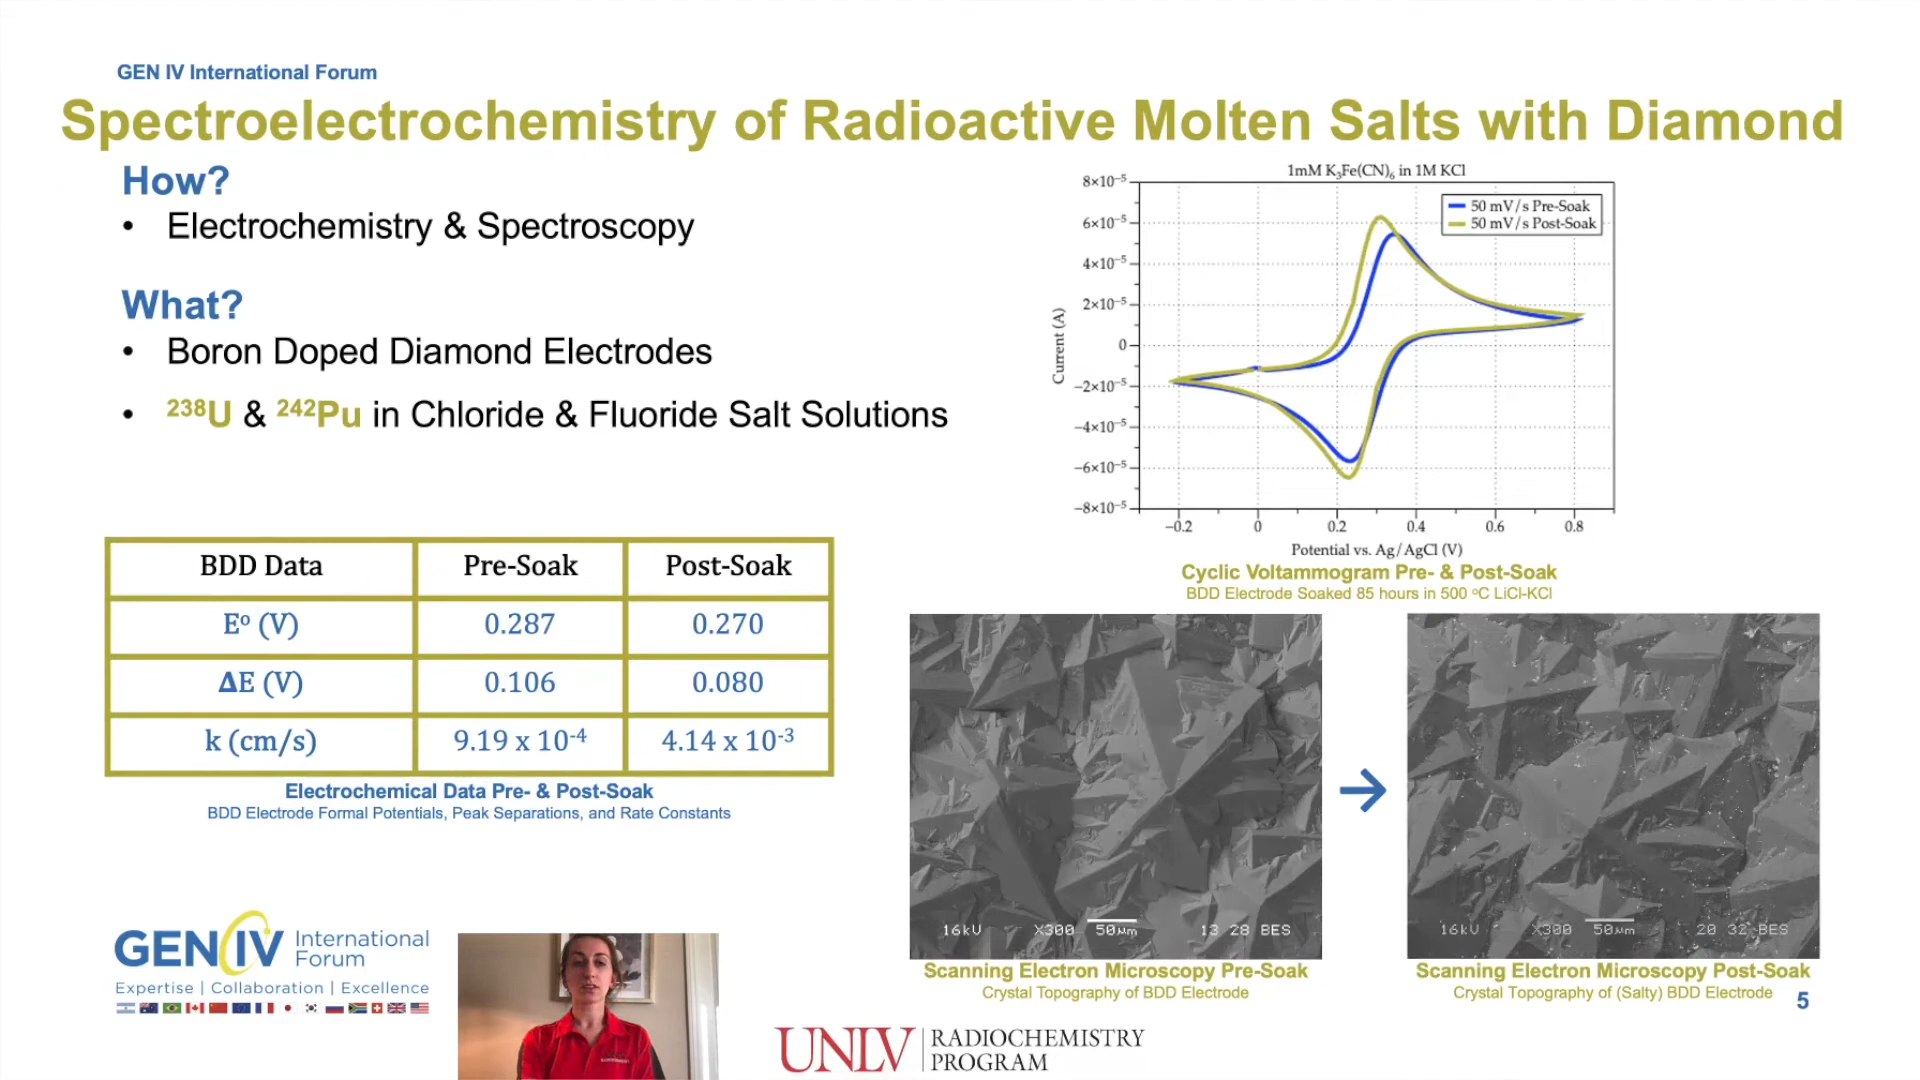 GEN IV International Forum
Spectroelectrochemistry of Radioactive Molten Salts with Diamond
How?
• Electrochemistry & Spectroscopy
What?
• Boron Doped Diamond Electrodes
• ²³⁸U & ²⁴²Pu in Chloride & Fluoride Salt Solutions
BDD Data Pre-Soak Post-Soak
Eº (V) 0.287 0.270
ΔE (V) 0.106 0.080
k (cm/s) 9.19 x 10⁻⁴ 4.14 x 10⁻³
Electrochemical Data Pre- & Post-Soak
BDD Electrode Formal Potentials, Peak Separations, and Rate Constants
1mM K₃Fe(CN)₆ in 1M KCl
50 mV/s Pre-Soak
50 mV/s Post-Soak
Current (A)
8×10⁻⁵
6×10⁻⁵
4×10⁻⁵
2×10⁻⁵
0
−2×10⁻⁵
−4×10⁻⁵
−6×10⁻⁵
−8×10⁻⁵
−0.2 0 0.2 0.4 0.6 0.8
Potential vs. Ag/AgCl (V)
Cyclic Voltammogram Pre- & Post-Soak
BDD Electrode Soaked 85 hours in 500 ºC LiCl-KCl
16kU X300 50µm 13 28 BES
16kU X300 50µm 20 32 BES
Scanning Electron Microscopy Pre-Soak
Crystal Topography of BDD Electrode
Scanning Electron Microscopy Post-Soak
Crystal Topography of (Salty) BDD Electrode
5
GEN IV International
Forum
Expertise | Collaboration | Excellence
UNLV RADIOCHEMISTRY
PROGRAM